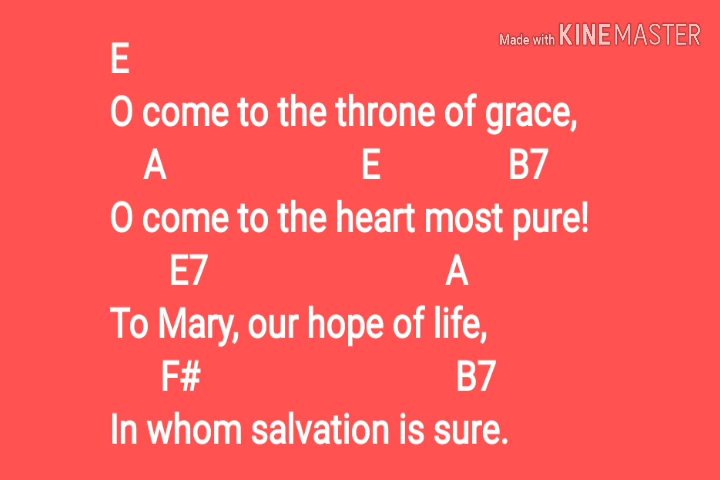 Made with KINEMASTER
E
O come to the throne of grace,
A E B7
O come to the heart most pure!
E7 A
To Mary, our hope of life,
F# B7
In whom salvation is sure.